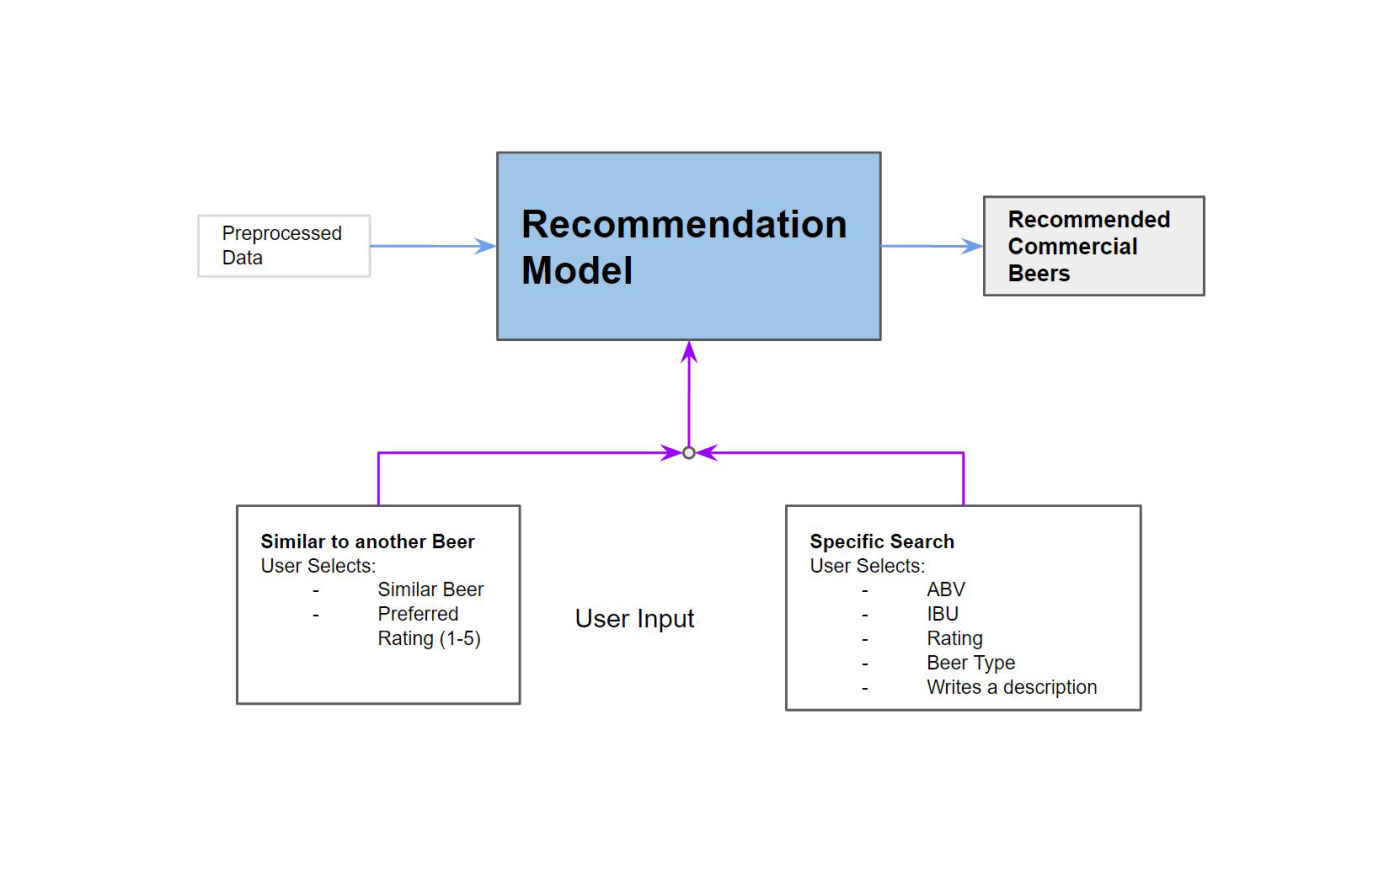 Preprocessed
Data
Recommendation
Model
Recommended
Commercial
Beers
Similar to another Beer
User Selects:
- Similar Beer
- Preferred
Rating (1-5)
User Input
Specific Search
User Selects:
- ABV
- IBU
- Rating
- Beer Type
- Writes a description